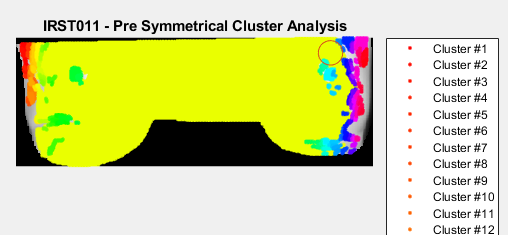 IRST011 - Pre Symmetrical Cluster Analysis
Cluster #1
Cluster #2
Cluster #3
Cluster #4
Cluster #5
Cluster #6
Cluster #7
Cluster #8
Cluster #9
Cluster #10
Cluster #11
Cluster #12